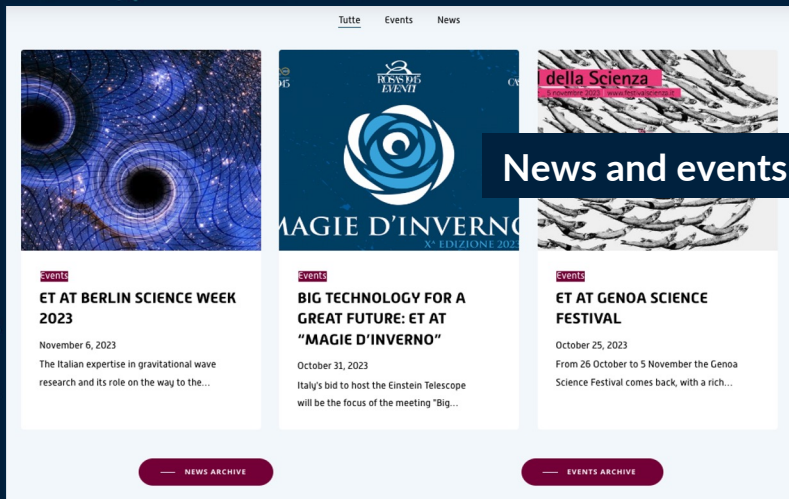 Tutte Events News
ROSAS 1945
EVENTI
MAGIE D'INVERNO
Xª EDIZIONE 2023
della Scienza
5 novembre 2023 | www.festivalscienza.it
News and events
Events
ET AT BERLIN SCIENCE WEEK
2023
November 6, 2023
The Italian expertise in gravitational wave
research and its role on the way to the...
Events
BIG TECHNOLOGY FOR A
GREAT FUTURE: ET AT
“MAGIE D’INVERNO”
October 31, 2023
Italy's bid to host the Einstein Telescope
will be the focus of the meeting "Big...
Events
ET AT GENOA SCIENCE
FESTIVAL
October 25, 2023
From 26 October to 5 November the Genoa
Science Festival comes back, with a rich...
NEWS ARCHIVE
EVENTS ARCHIVE